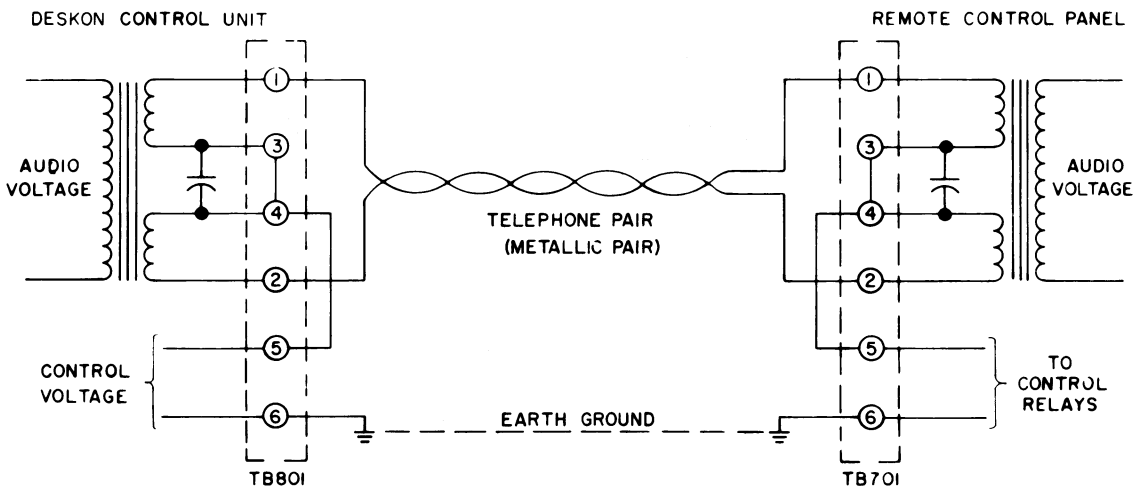 DESKON CONTROL UNIT
REMOTE CONTROL PANEL
1
3
4
2
5
6
AUDIO
VOLTAGE
CONTROL
VOLTAGE
TB801
TELEPHONE PAIR
(METALLIC PAIR)
EARTH GROUND
1
3
4
2
5
6
AUDIO
VOLTAGE
TO
CONTROL
RELAYS
TB701